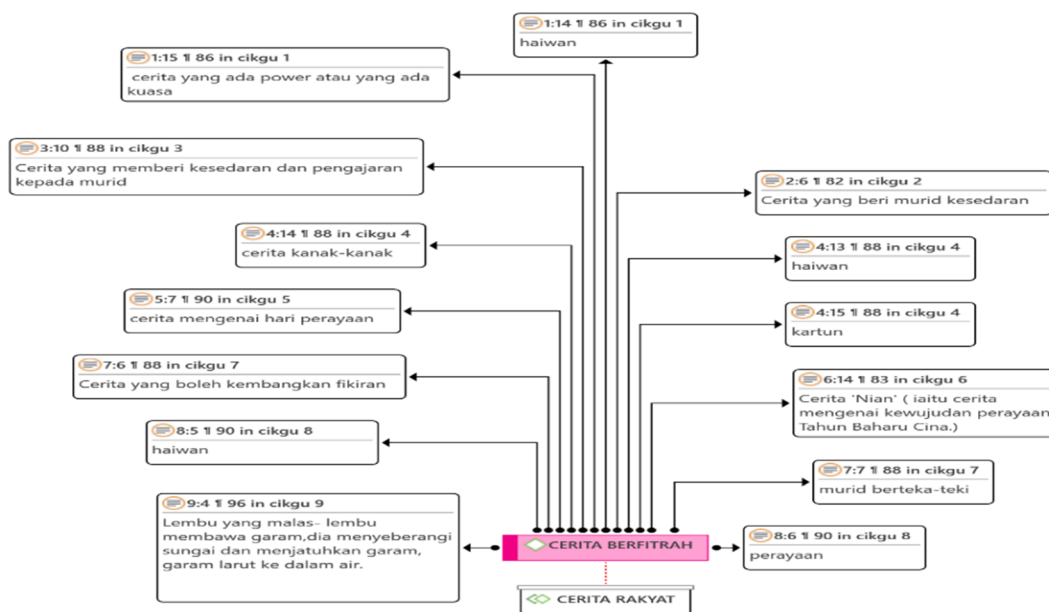 1:14 ¶ 86 in cikgu 1
haiwan
1:15 ¶ 86 in cikgu 1
cerita yang ada power atau yang ada
kuasa
3:10 ¶ 88 in cikgu 3
Cerita yang memberi kesedaran dan pengajaran
kepada murid
2:6 ¶ 82 in cikgu 2
Cerita yang beri murid kesedaran
4:14 ¶ 88 in cikgu 4
cerita kanak-kanak
4:13 ¶ 88 in cikgu 4
haiwan
5:7 ¶ 90 in cikgu 5
cerita mengenai hari perayaan
4:15 ¶ 88 in cikgu 4
kartun
7:6 ¶ 88 in cikgu 7
Cerita yang boleh kembangkan fikiran
6:14 ¶ 83 in cikgu 6
Cerita 'Nian' ( iaitu cerita
mengenai kewujudan perayaan
Tahun Baharu Cina.)
8:5 ¶ 90 in cikgu 8
haiwan
7:7 ¶ 88 in cikgu 7
murid berteka-teki
9:4 ¶ 96 in cikgu 9
Lembu yang malas- lembu
membawa garam,dia menyeberangi
sungai dan menjatuhkan garam,
garam larut ke dalam air.
8:6 ¶ 90 in cikgu 8
perayaan
CERITA BERFITRAH
CERITA RAKYAT